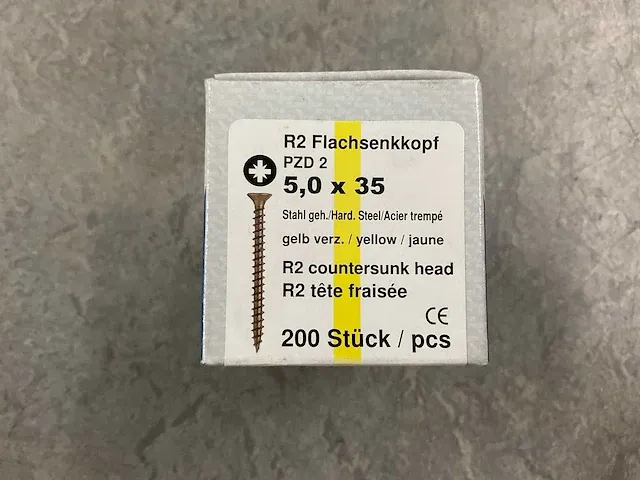 R2 Flachsenkkopf
PZD 2
5,0 x 35
Stahl geh./Hard. Steel/Acier trempé
gelb verz. / yellow / jaune
R2 countersunk head
R2 tête fraisée
CE
200 Stück / pcs